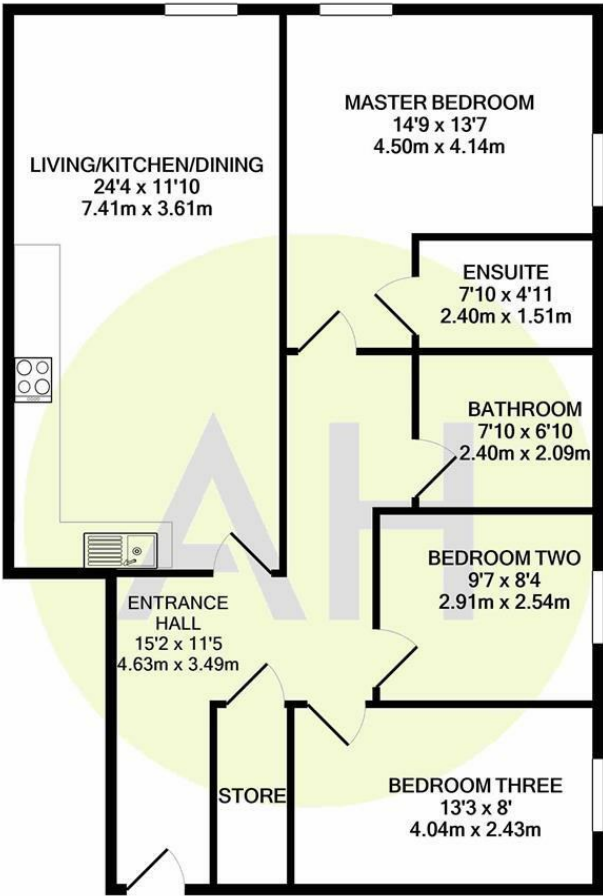 LIVING/KITCHEN/DINING
24'4 x 11'10
7.41m x 3.61m
MASTER BEDROOM
14'9 x 13'7
4.50m x 4.14m
ENSUITE
7'10 x 4'11
2.40m x 1.51m
BATHROOM
7'10 x 6'10
2.40m x 2.09m
BEDROOM TWO
9'7 x 8'4
2.91m x 2.54m
ENTRANCE
HALL
15'2 x 11'5
4.63m x 3.49m
STORE
BEDROOM THREE
13'3 x 8'
4.04m x 2.43m
AH